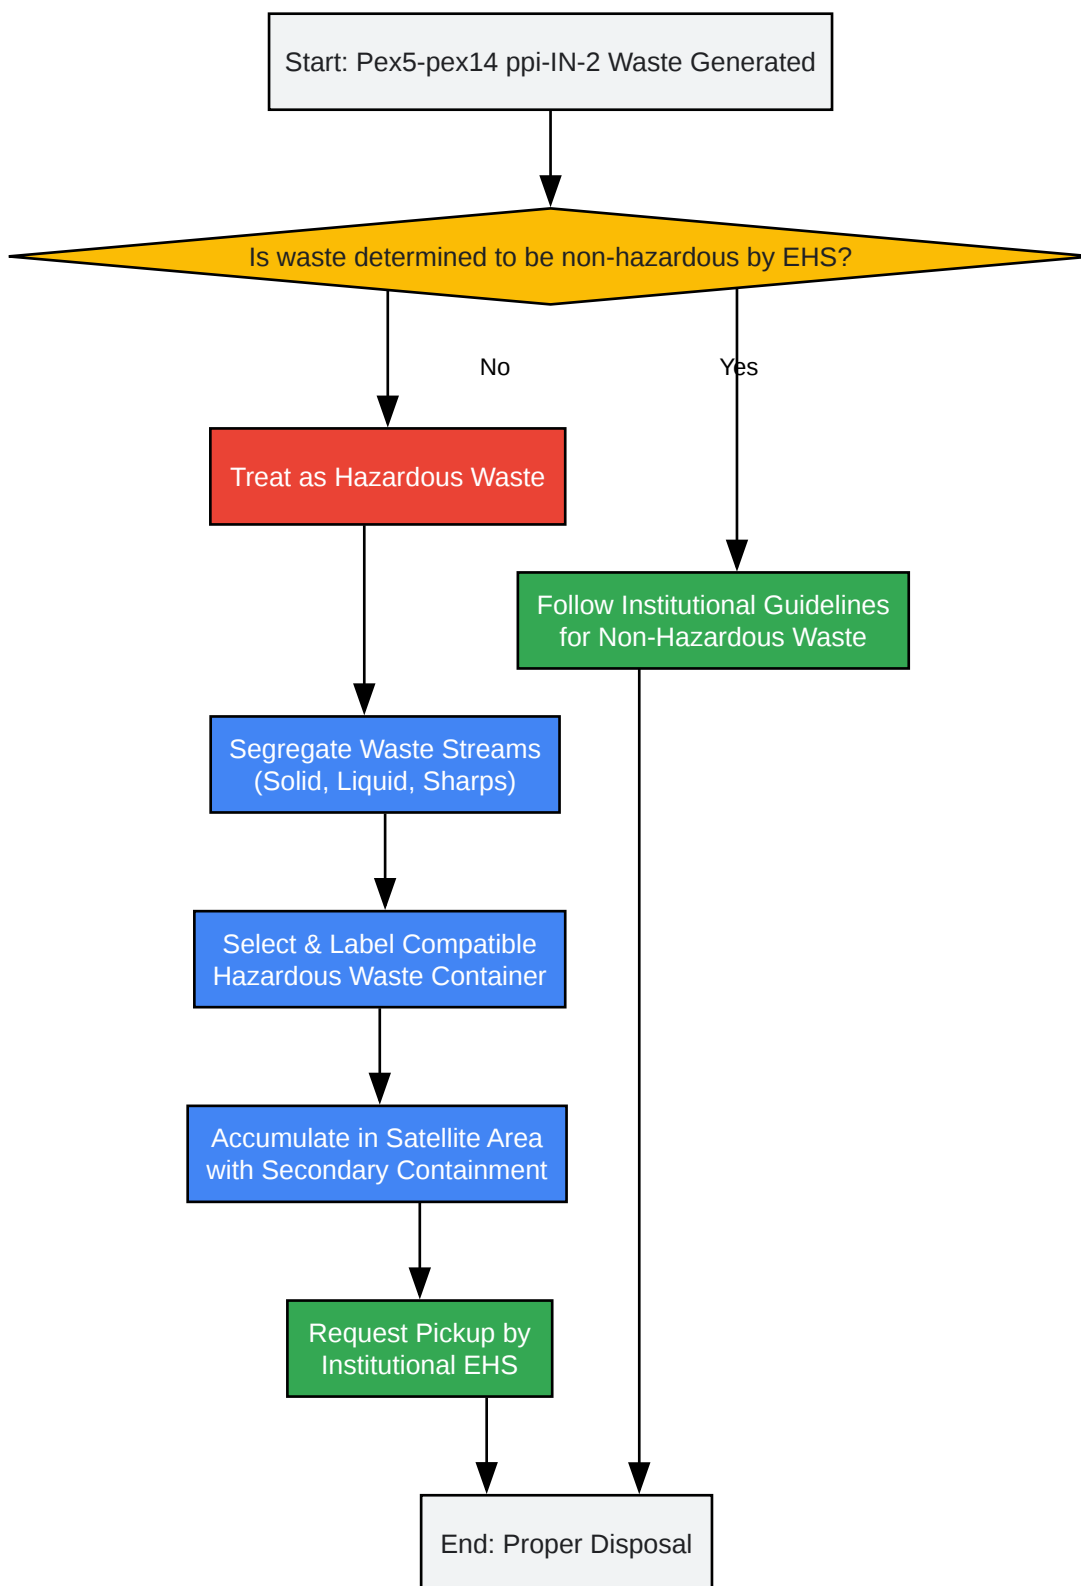 Start: Pex5-pex14 ppi-IN-2 Waste Generated
Is waste determined to be non-hazardous by EHS?
No
Yes
Treat as Hazardous Waste
Follow Institutional Guidelines
for Non-Hazardous Waste
Segregate Waste Streams
(Solid, Liquid, Sharps)
Select & Label Compatible
Hazardous Waste Container
Accumulate in Satellite Area
with Secondary Containment
Request Pickup by
Institutional EHS
End: Proper Disposal